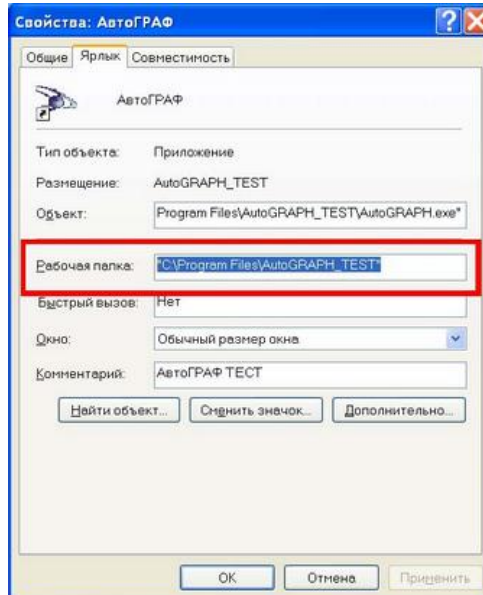 Свойства: АвтоГРАФ
Общие Ярлык Совместимость
АвтоГРАФ
Тип объекта: Приложение
Размещение: AutoGRAPH_TEST
Объект: Program Files\AutoGRAPH_TEST\AutoGRAPH.exe"
Рабочая папка: "C:\Program Files\AutoGRAPH_TEST"
Быстрый вызов: Нет
Окно: Обычный размер окна
Комментарий: АвтоГРАФ ТЕСТ
Найти объект... Сменить значок... Дополнительно...
ОК Отмена Применить